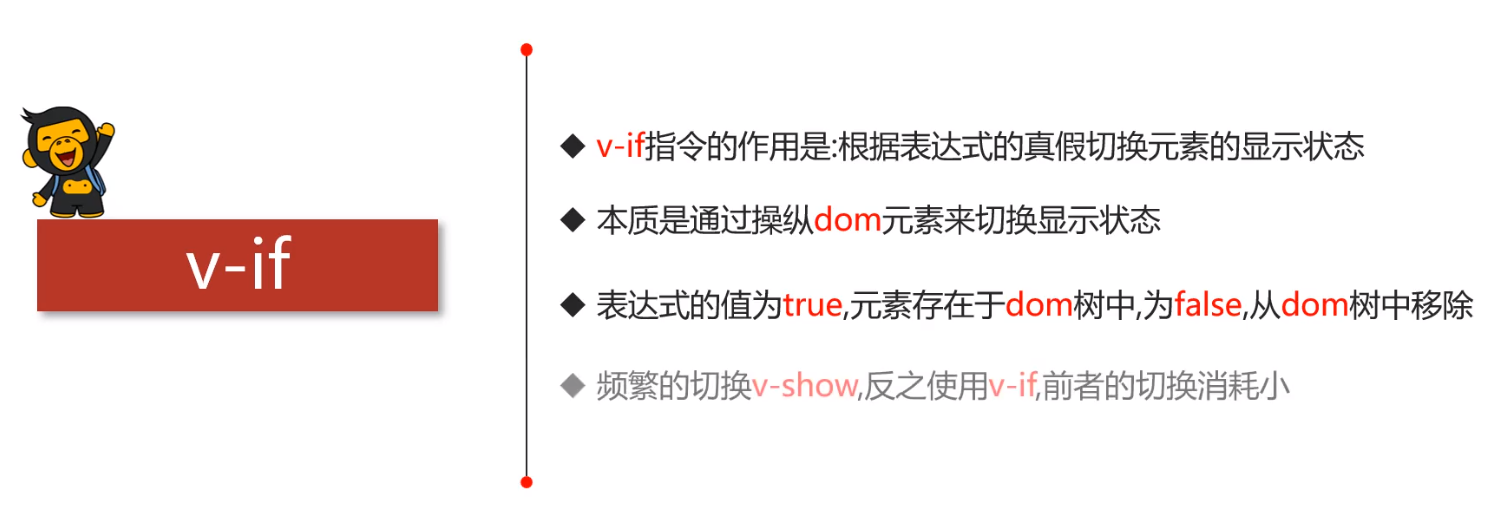 v-if
v-if指令的作用是:根据表达式的真假切换元素的显示状态
本质是通过操纵dom元素来切换显示状态
表达式的值为true,元素存在于dom树中,为false,从dom树中移除
频繁的切换v-show,反之使用v-if,前者的切换消耗小